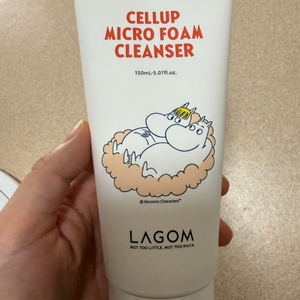 CELLUP
MICRO FOAM
CLEANSER
150mL-5.07fl.oz.
© Moomin Characters™
LAGOM
NOT TOO LITTLE, NOT TOO MUCH